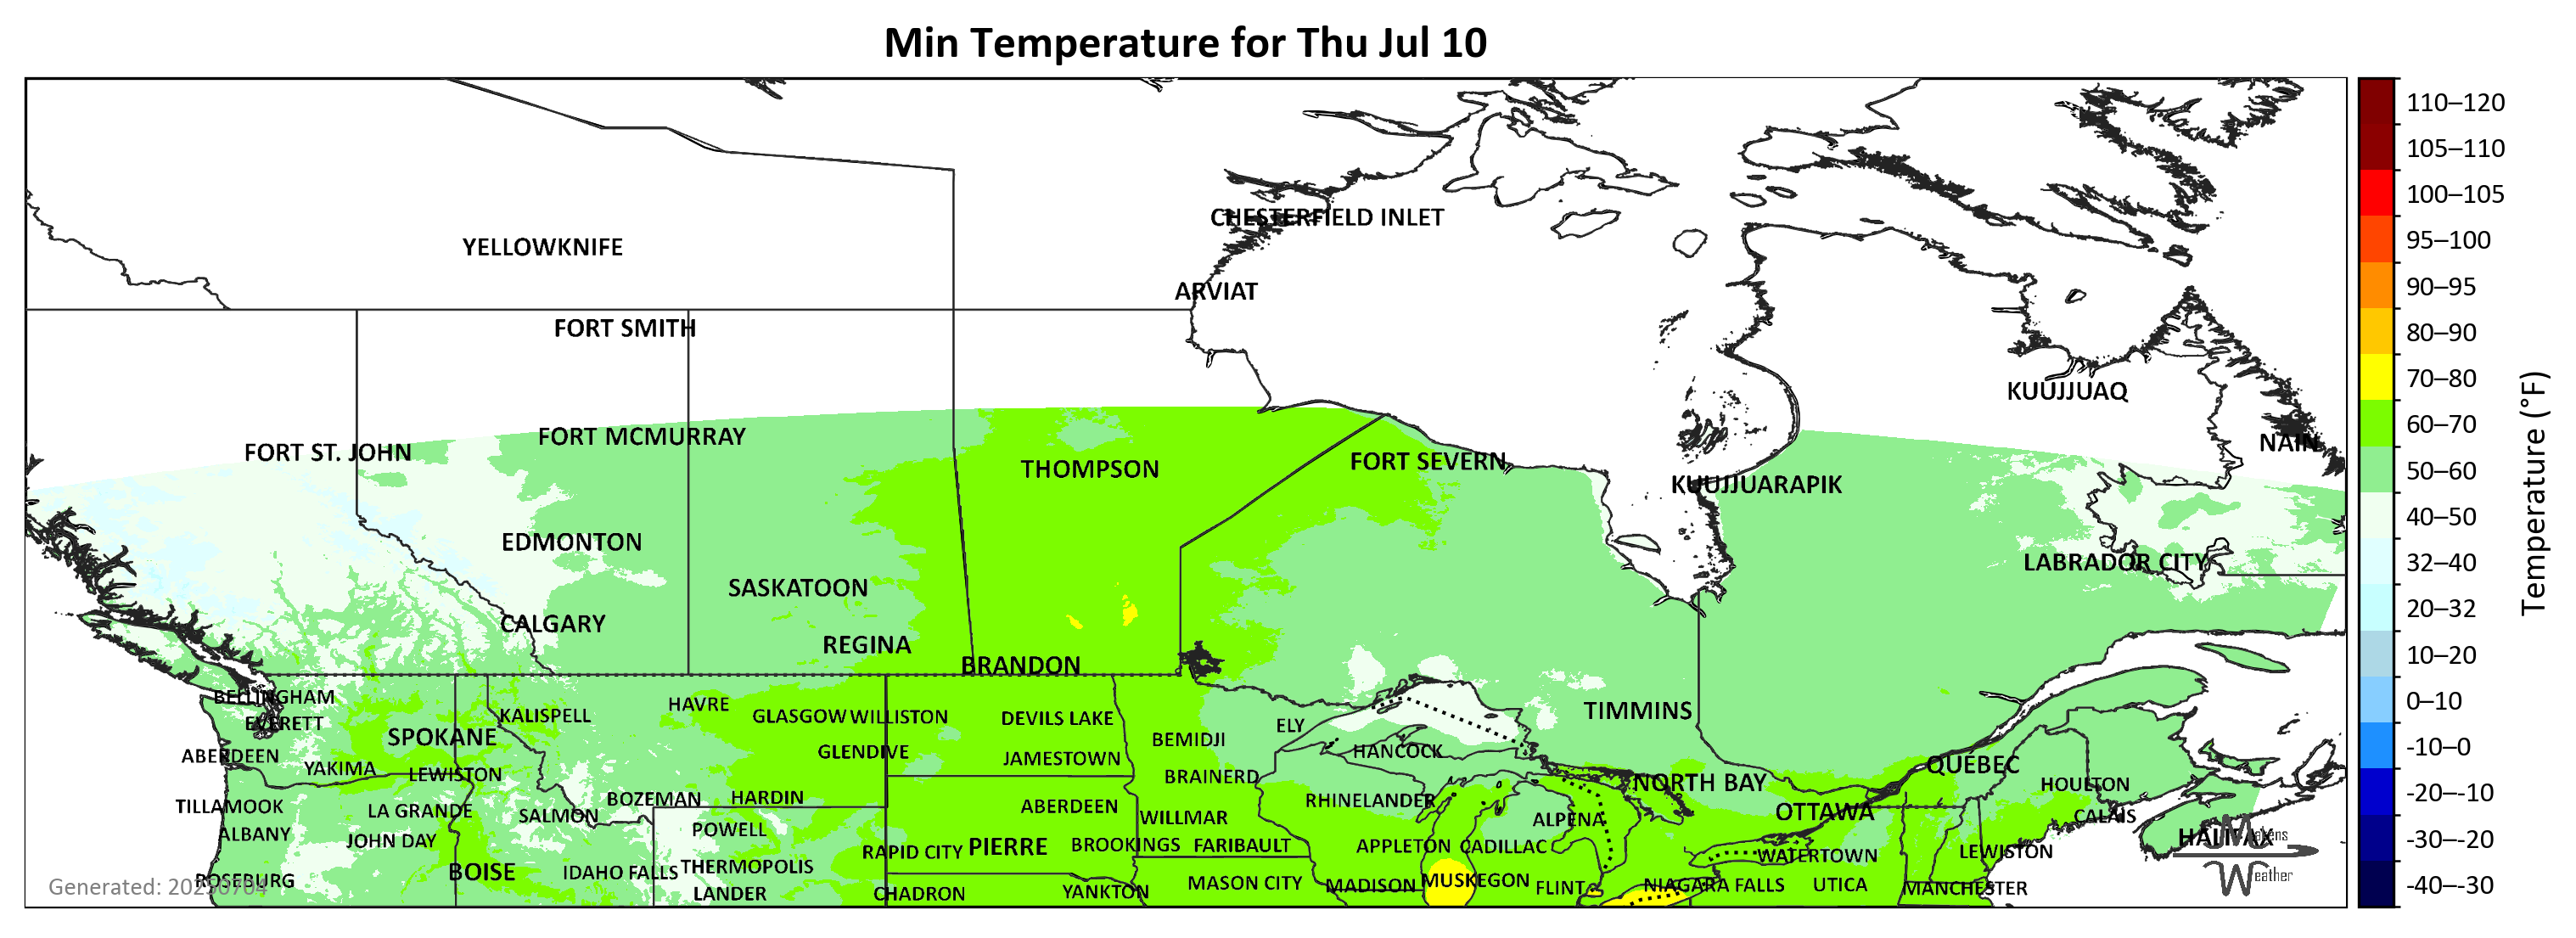 Min Temperature for Thu Jul 10
110–120
105–110
CHESTERFIELD INLET
100–105
YELLOWKNIFE
95–100
ARVIAT
90–95
FORT SMITH
80–90
KUUJJUAQ
70–80
FORT MCMURRAY
60–70
FORT ST. JOHN
NAIN
THOMPSON
FORT SEVERN
50–60
KUUJJUARAPIK
40–50
EDMONTON
LABRADOR CITY
32–40
SASKATOON
20–32
CALGARY
REGINA
BRANDON
10–20
Temperature (°F)
BELLINGHAM
HAVRE
0–10
EVERETT
KALISPELL
GLASGOW
WILLISTON
DEVILS LAKE
ELY
TIMMINS
SPOKANE
BEMIDJI
-10–0
ABERDEEN
GLENDIVE
JAMESTOWN
HANCOCK
QUÉBEC
YAKIMA
LEWISTON
BRAINERD
NORTH BAY
HOULTON
-20–-10
TILLAMOOK
LA GRANDE
SALMON
BOZEMAN
HARDIN
ABERDEEN
WILLMAR
RHINELANDER
ALPENA
OTTAWA
CALAIS
ALBANY
JOHN DAY
POWELL
HALIFAX
Makens
Weather
-30–-20
RAPID CITY
PIERRE
BROOKINGS
FARIBAULT
APPLETON
CADILLAC
WATERTOWN
LEWISTON
BOISE
IDAHO FALLS
THERMOPOLIS
ROSEBURG
Generated: 20250704
LANDER
CHADRON
YANKTON
MASON CITY
MADISON
MUSKEGON
FLINT
NIAGARA FALLS
UTICA
MANCHESTER
-40–-30